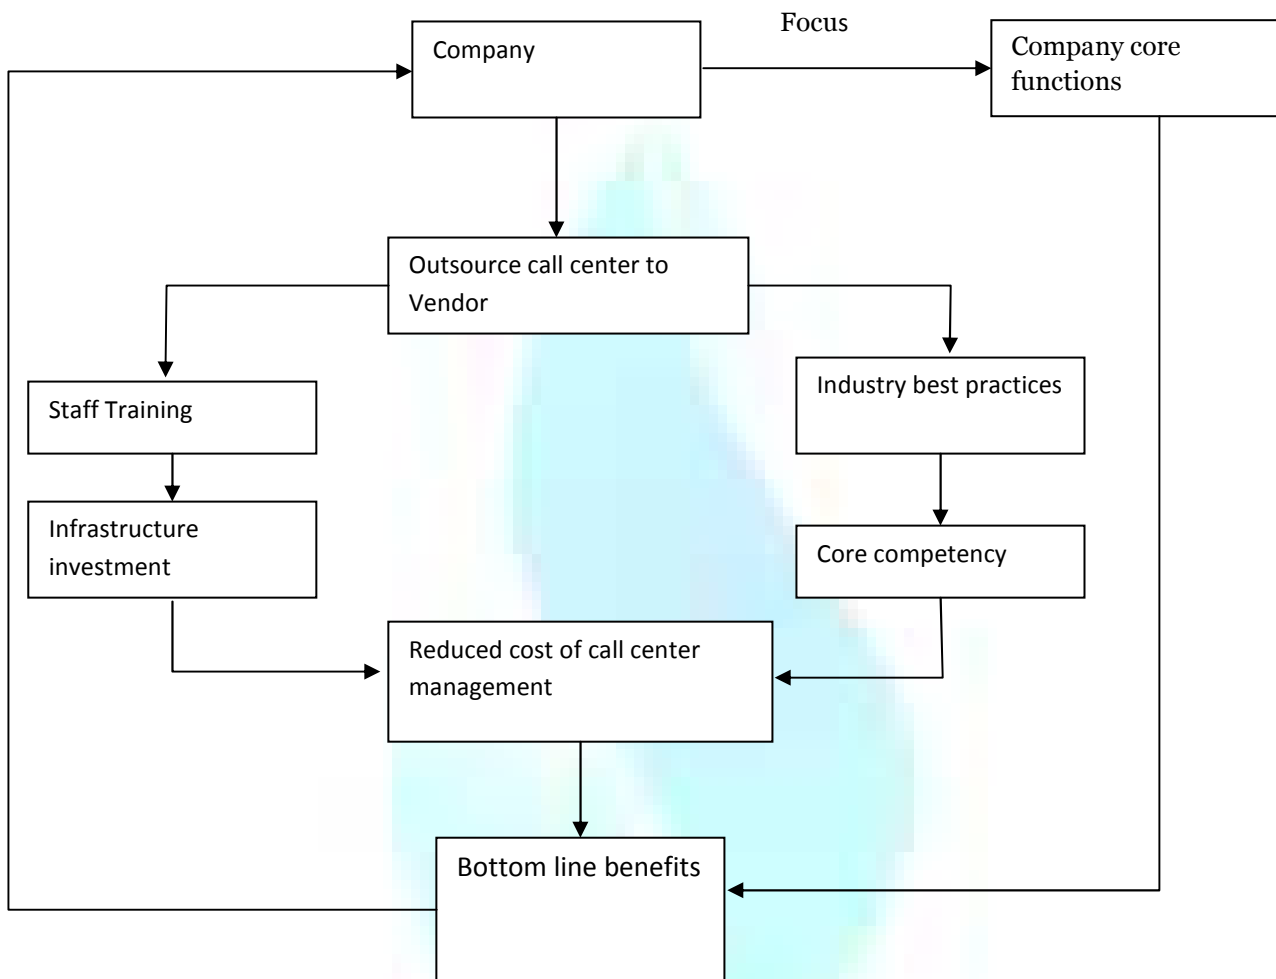 Focus
Company
Company core
functions
Outsource call center to
Vendor
Industry best practices
Staff Training
Infrastructure
investment
Core competency
Reduced cost of call center
management
Bottom line benefits